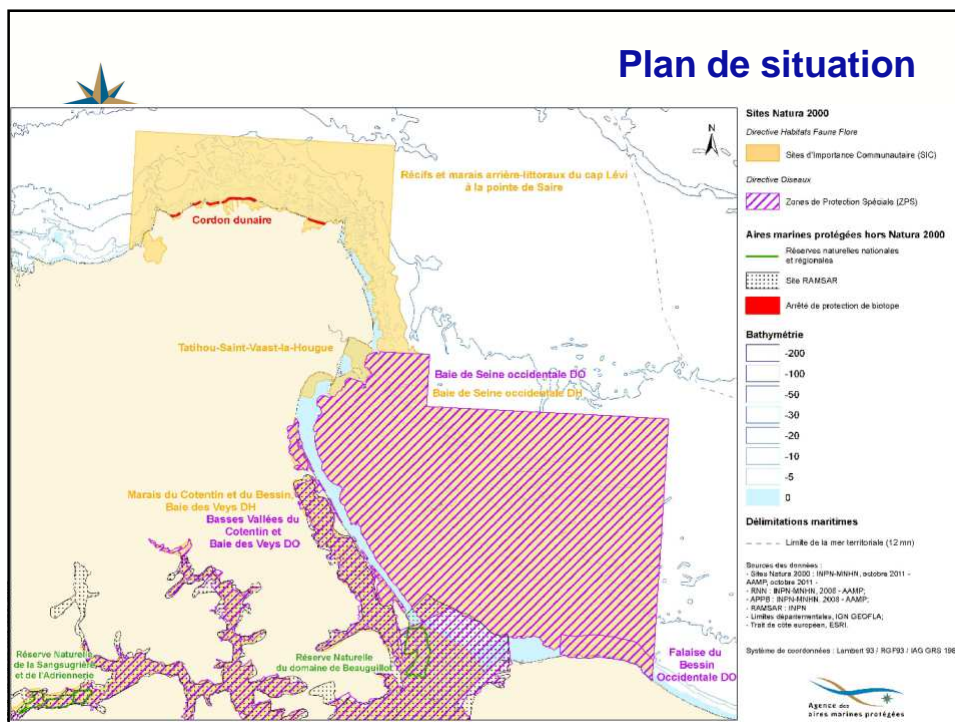 Plan de situation
N
Récifs et marais arrière-littoraux du cap Lévi
à la pointe de Saire
Cordon dunaire
Tatihou-Saint-Vaast-la-Hougue
Baie de Seine occidentale DO
Baie de Seine occidentale DH
Marais du Cotentin et du Bessin,
Baie des Veys DH
Basses Vallées du
Cotentin et
Baie des Veys DO
Réserve Naturelle
de la Sangsugrière
et de l'Adriennerie
Réserve Naturelle
du domaine de Beauguillot
Falaise du
Bessin
Occidentale DO
Sites Natura 2000
Directive Habitats Faune Flore
Sites d'Importance Communautaire (SIC)
Directive Oiseaux
Zones de Protection Spéciale (ZPS)
Aires marines protégées hors Natura 2000
Réserves naturelles nationales
et régionales
Site RAMSAR
Arrêté de protection de biotope
Bathymétrie
-200
-100
-50
-30
-20
-10
-5
0
Délimitations maritimes
Limite de la mer territoriale (12 mn)
Sources des données :
- Sites Natura 2000 : INPN-MNHN, octobre 2011 -
AAMP, octobre 2011 -
- RNN : INPN-MNHN, 2008 - AAMP;
- APPB : INPN-MNHN, 2008 - AAMP;
- RAMSAR : INPN
- Limites départementales, IGN GEOFLA;
- Trait de côte européen, ESRI.
Système de coordonnées : Lambert 93 / RGF93 / IAG GRS 198
Agence des
aires marines protégées